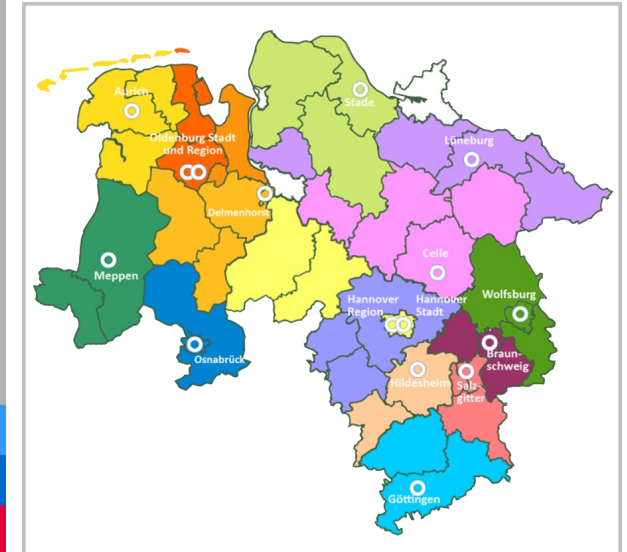 Aurich
Stade
Oldenburg Stadt
und Region
Lüneburg
Delmenhorst
Celle
Meppen
Wolfsburg
Hannover
Region
Hannover
Stadt
Osnabrück
Braun-
schweig
Hildesheim
Salz-
gitter
Göttingen